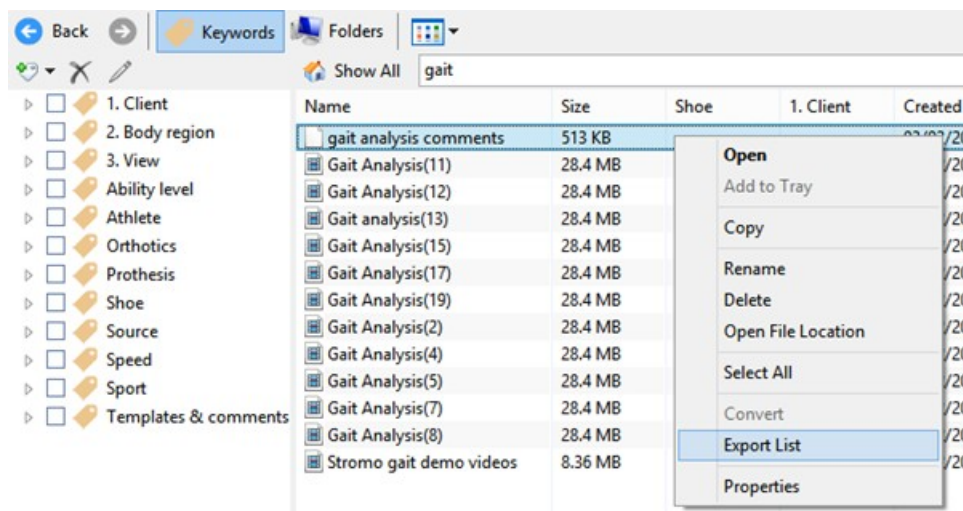 Back Keywords Folders
Show All gait
1. Client
2. Body region
3. View
Ability level
Athlete
Orthotics
Prothesis
Shoe
Source
Speed
Sport
Templates & comments
Name Size Shoe 1. Client Created
gait analysis comments 513 KB
Gait Analysis(11) 28.4 MB
Gait Analysis(12) 28.4 MB
Gait analysis(13) 28.4 MB
Gait Analysis(15) 28.4 MB
Gait Analysis(17) 28.4 MB
Gait Analysis(19) 28.4 MB
Gait Analysis(2) 28.4 MB
Gait Analysis(4) 28.4 MB
Gait Analysis(5) 28.4 MB
Gait Analysis(7) 28.4 MB
Gait Analysis(8) 28.4 MB
Stromo gait demo videos 8.36 MB
Open
Add to Tray
Copy
Rename
Delete
Open File Location
Select All
Convert
Export List
Properties